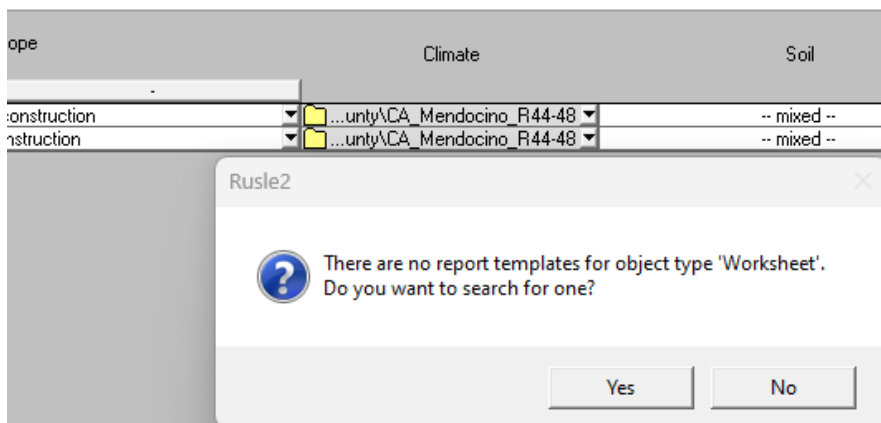 ope
Climate
Soil
-
construction
...unty\CA_Mendocino_R44-48
-- mixed --
nstruction
...unty\CA_Mendocino_R44-48
-- mixed --
Rusle2
There are no report templates for object type 'Worksheet'.
Do you want to search for one?
Yes
No